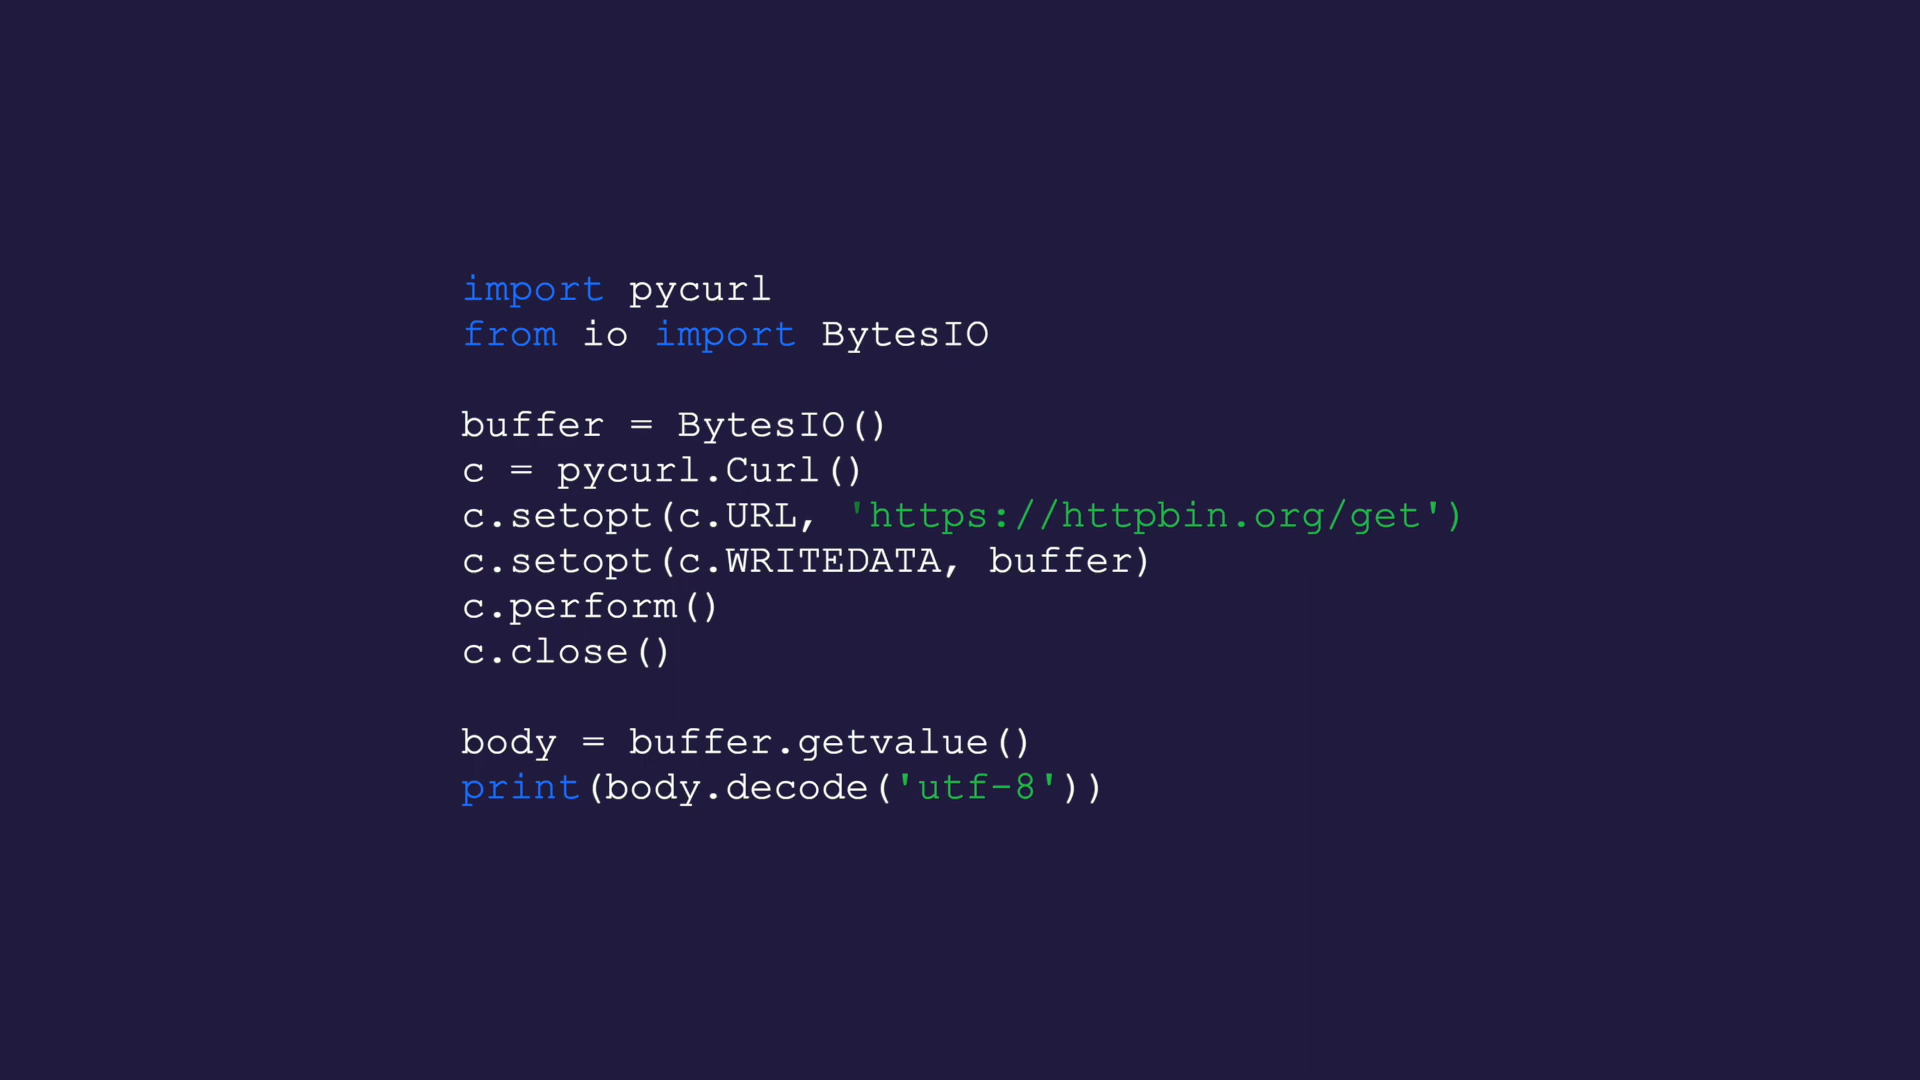 import pycurl
from io import BytesIO
buffer = BytesIO()
c = pycurl.Curl()
c.setopt(c.URL, 'https://httpbin.org/get')
c.setopt(c.WRITEDATA, buffer)
c.perform()
c.close()
body = buffer.getvalue()
print(body.decode('utf-8'))